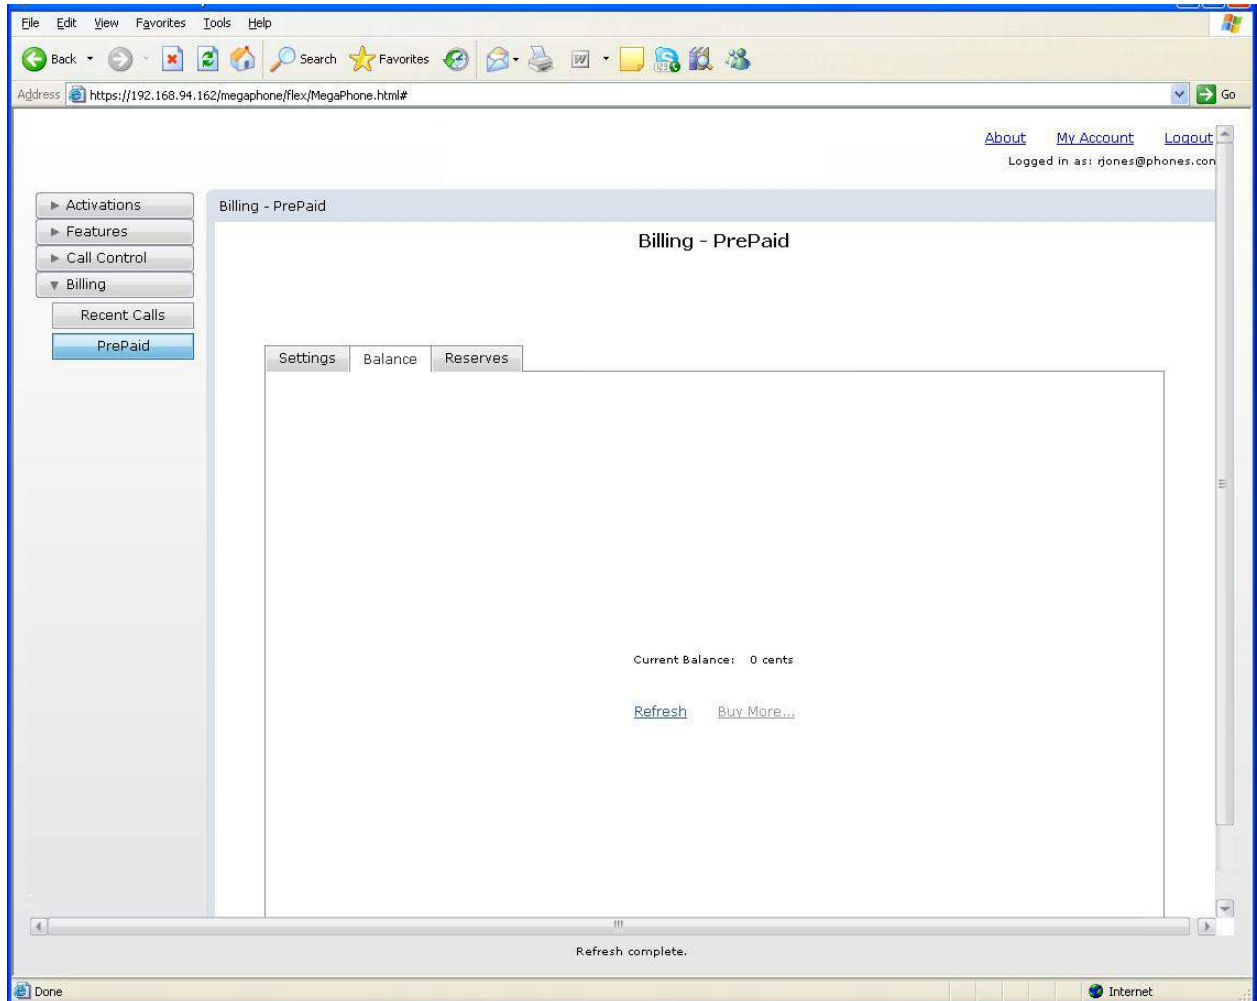 File Edit View Favorites Tools Help
Back Search Favorites
Address https://192.168.94.162/megaphone/flex/MegaPhone.html# Go
About My Account Logout
Logged in as: rjones@phones.con
Activations
Features
Call Control
Billing
Recent Calls
PrePaid
Billing - PrePaid
Billing - PrePaid
Settings Balance Reserves
Current Balance: 0 cents
Refresh Buy More...
Refresh complete.
Done Internet